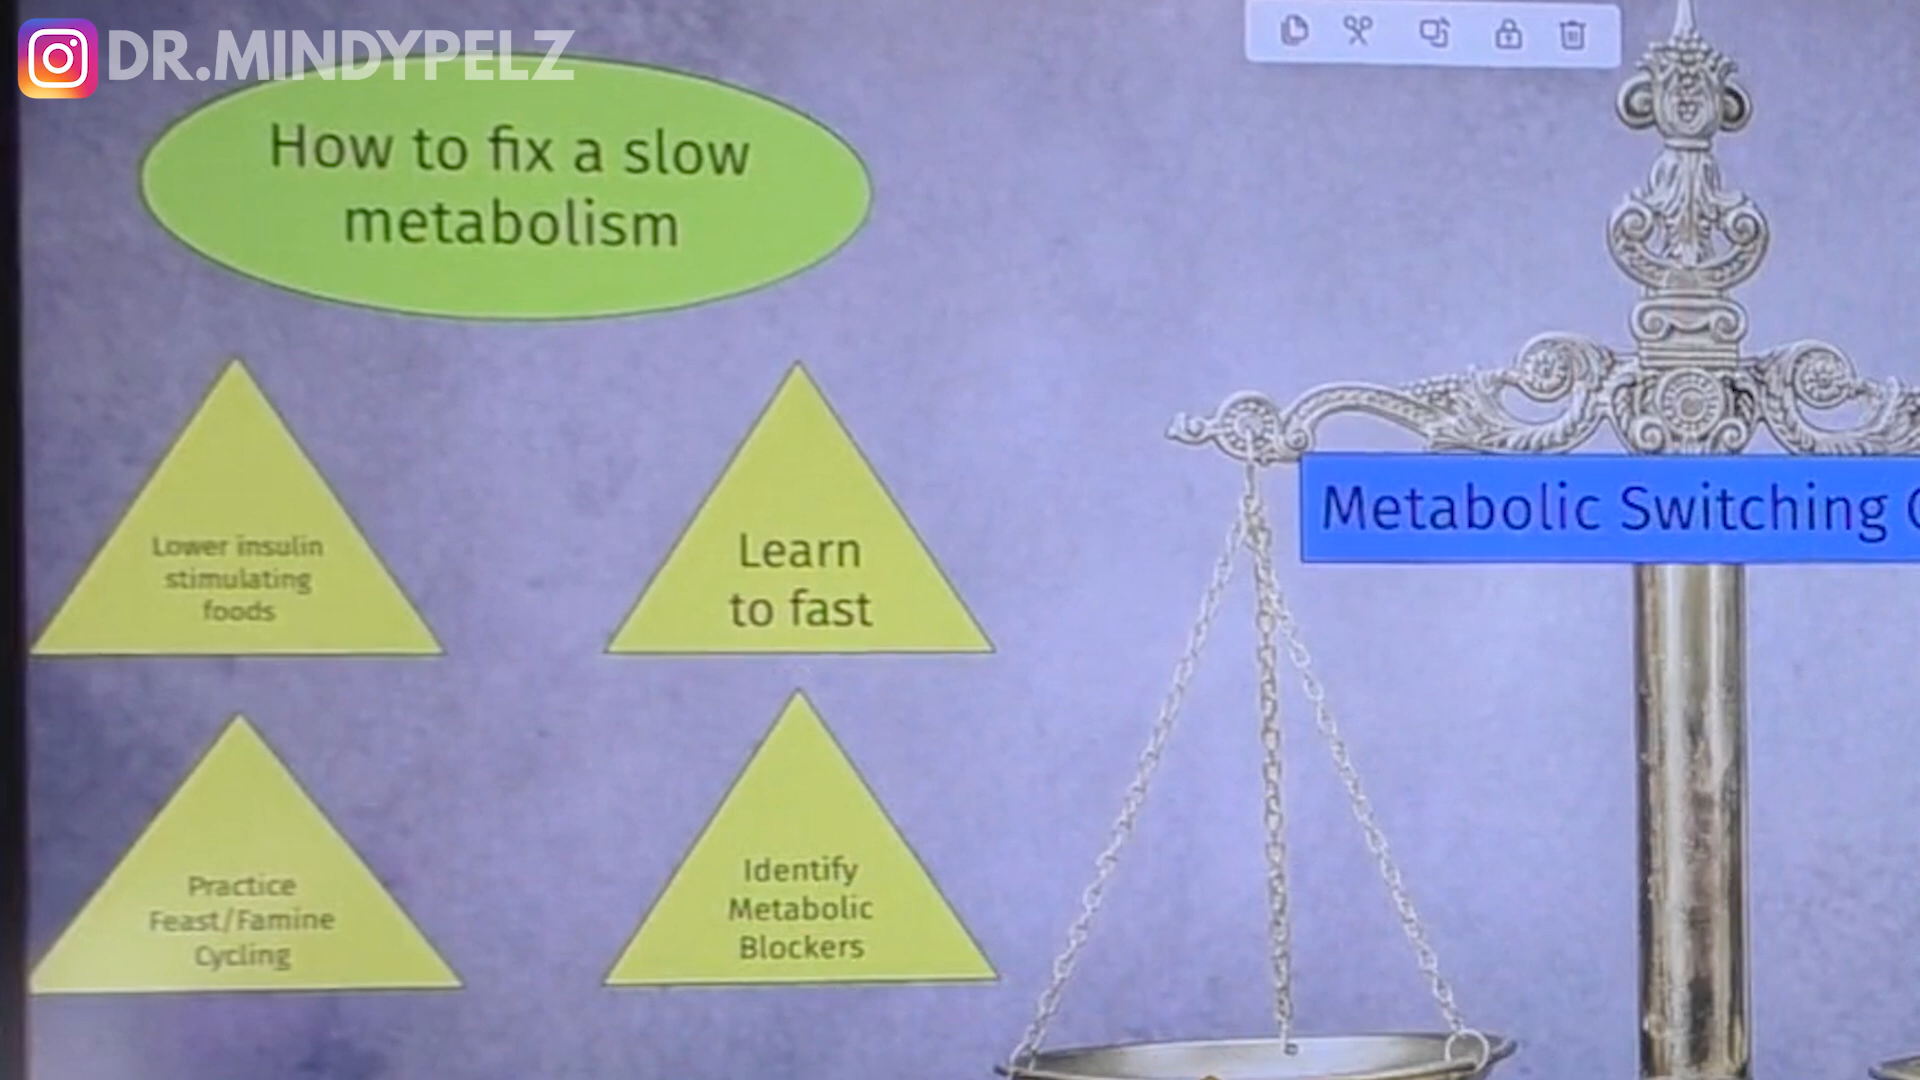 DR.MINDYPELZ
How to fix a slow
metabolism
Lower insulin
stimulating
foods
Learn
to fast
Practice
Feast/Famine
Cycling
Identify
Metabolic
Blockers
Metabolic Switching